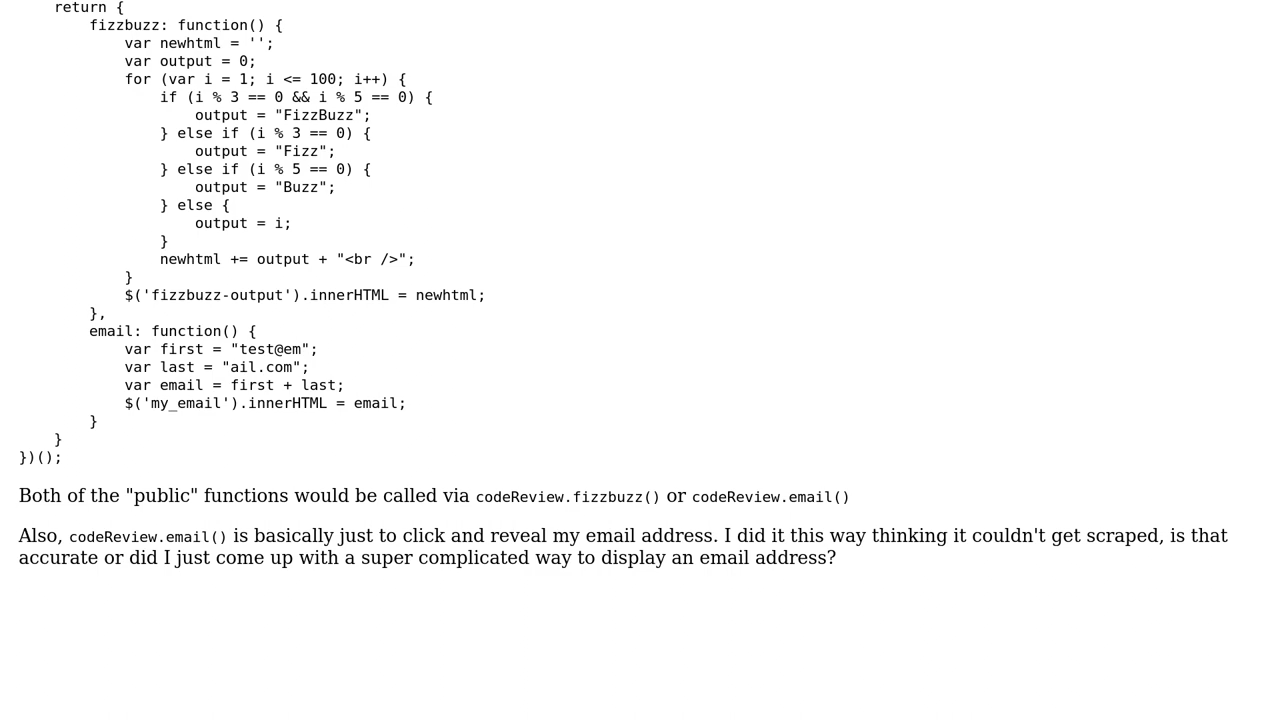 return {
        fizzbuzz: function() {
            var newhtml = '';
            var output = 0;
            for (var i = 1; i <= 100; i++) {
                if (i % 3 == 0 && i % 5 == 0) {
                    output = "FizzBuzz";
                } else if (i % 3 == 0) {
                    output = "Fizz";
                } else if (i % 5 == 0) {
                    output = "Buzz";
                } else {
                    output = i;
                }
                newhtml += output + "<br />";
            }
            $('fizzbuzz-output').innerHTML = newhtml;
        },
        email: function() {
            var first = "test@em";
            var last = "ail.com";
            var email = first + last;
            $('my_email').innerHTML = email;
        }
    }
})();
Both of the "public" functions would be called via codeReview.fizzbuzz() or codeReview.email()
Also, codeReview.email() is basically just to click and reveal my email address. I did it this way thinking it couldn't get scraped, is that
accurate or did I just come up with a super complicated way to display an email address?